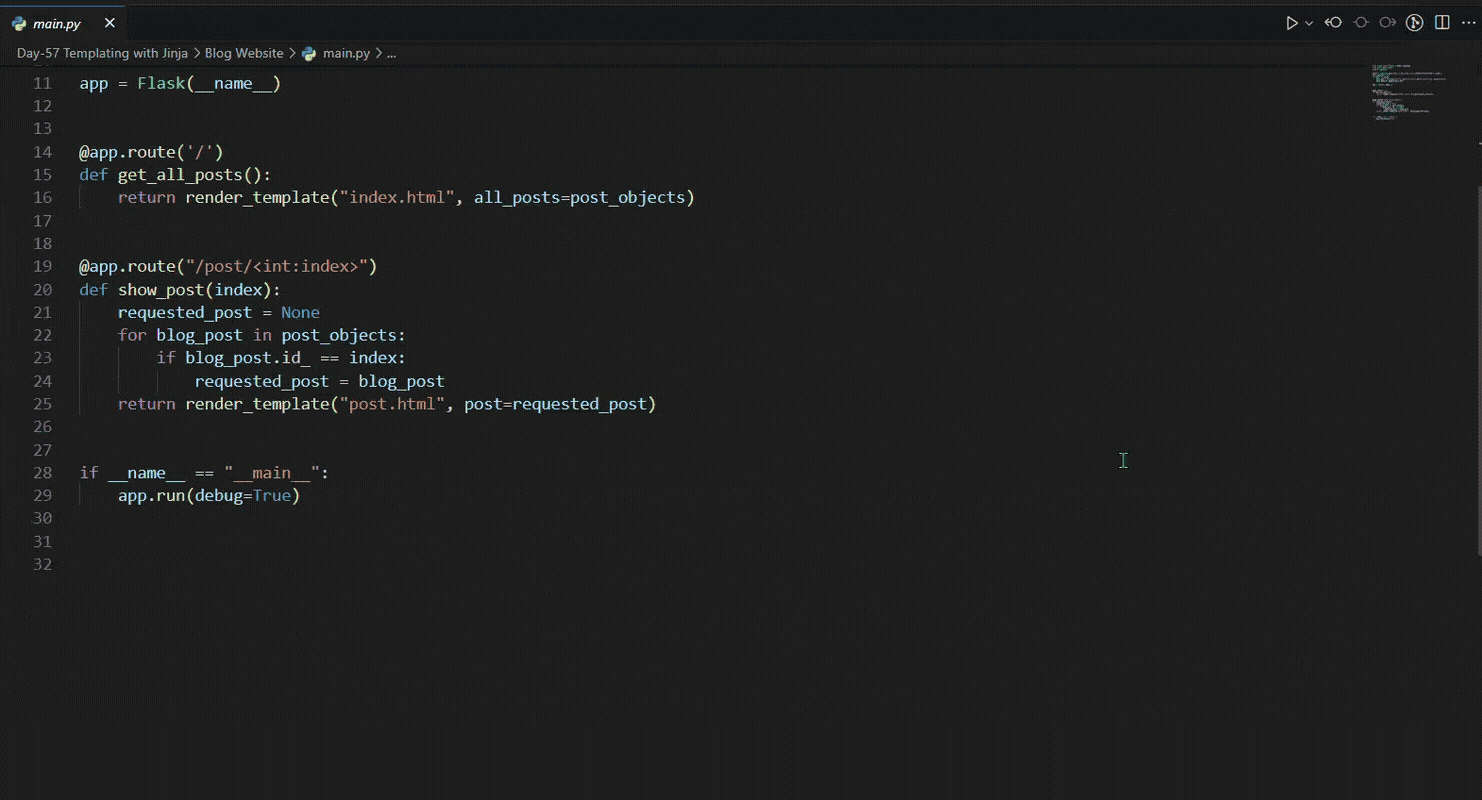 main.py
Day-57 Templating with Jinja > Blog Website > main.py > ...
11 app = Flask(__name__)
12
13
14 @app.route('/')
15 def get_all_posts():
16     return render_template("index.html", all_posts=post_objects)
17
18
19 @app.route("/post/<int:index>")
20 def show_post(index):
21     requested_post = None
22     for blog_post in post_objects:
23         if blog_post.id_ == index:
24             requested_post = blog_post
25     return render_template("post.html", post=requested_post)
26
27
28 if __name__ == "__main__":
29     app.run(debug=True)
30
31
32